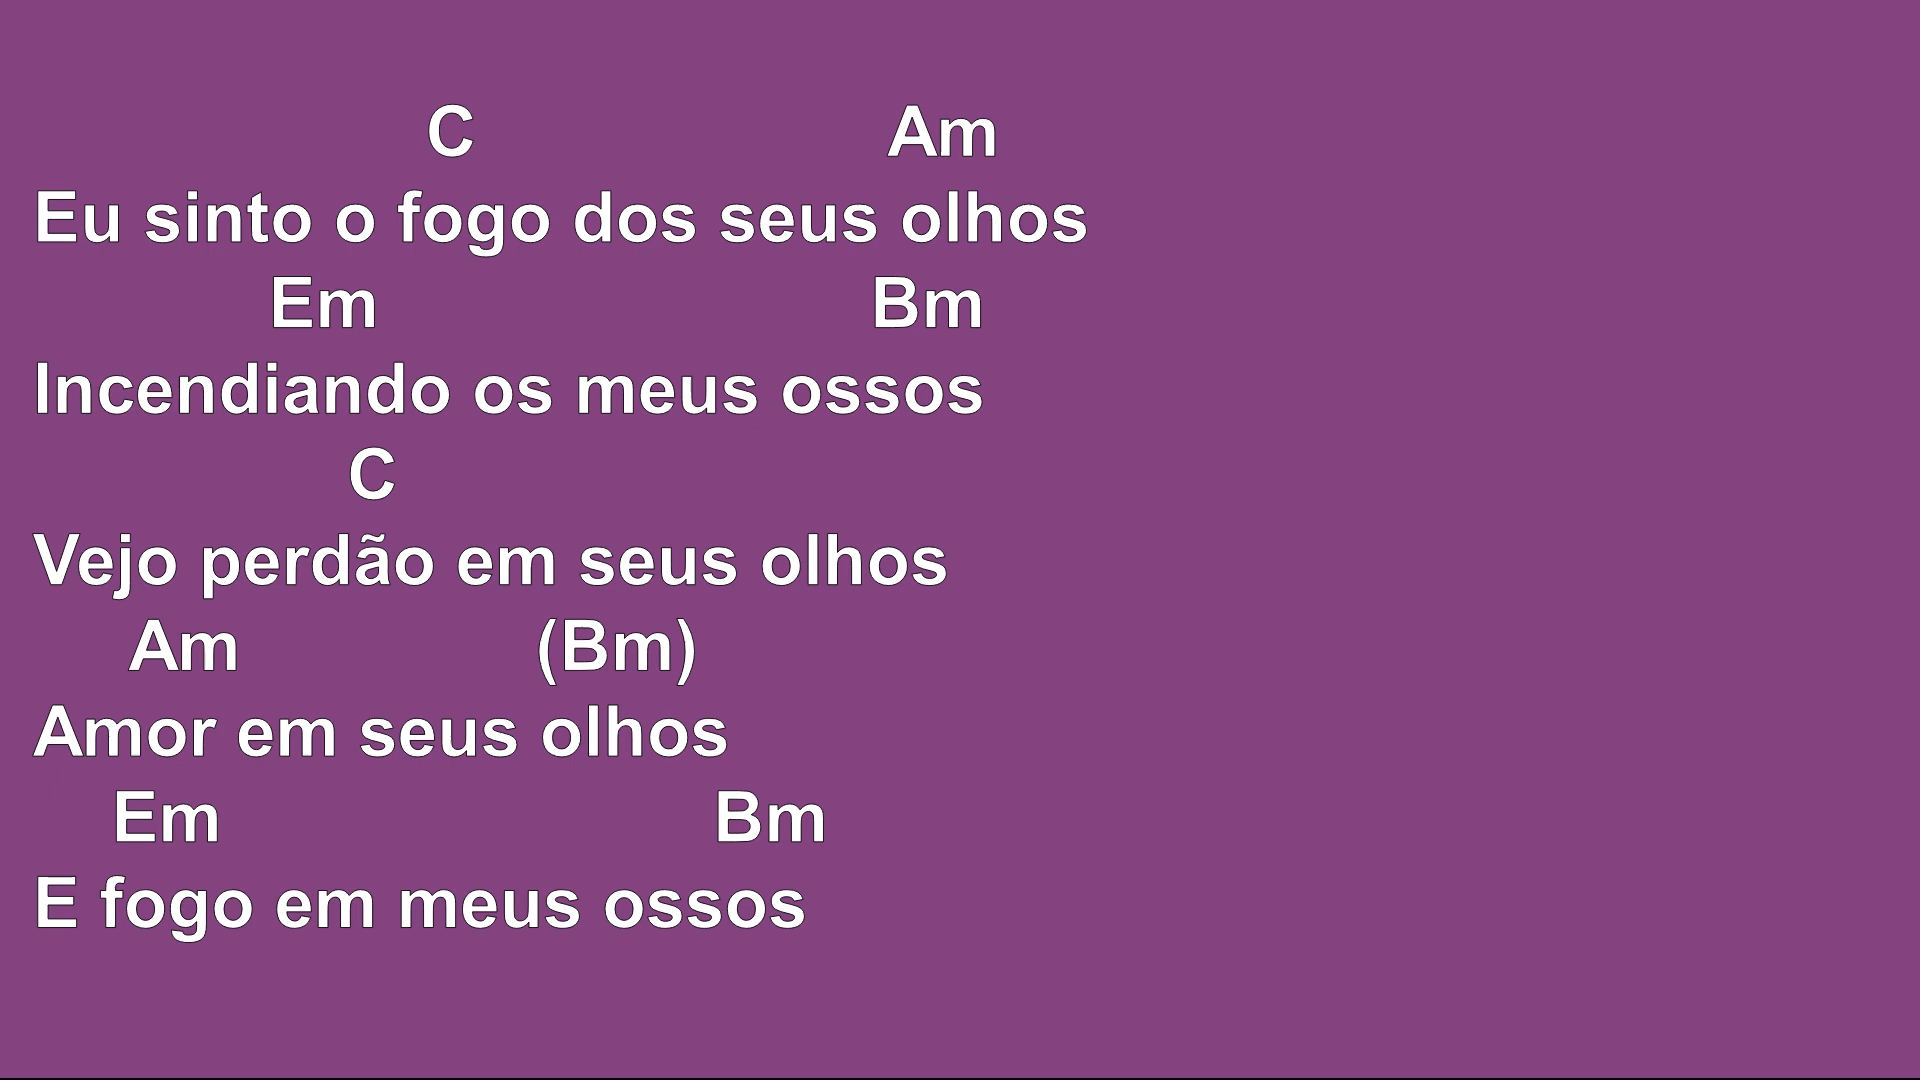 C Am
Eu sinto o fogo dos seus olhos
Em Bm
Incendiando os meus ossos
C
Vejo perdão em seus olhos
Am (Bm)
Amor em seus olhos
Em Bm
E fogo em meus ossos